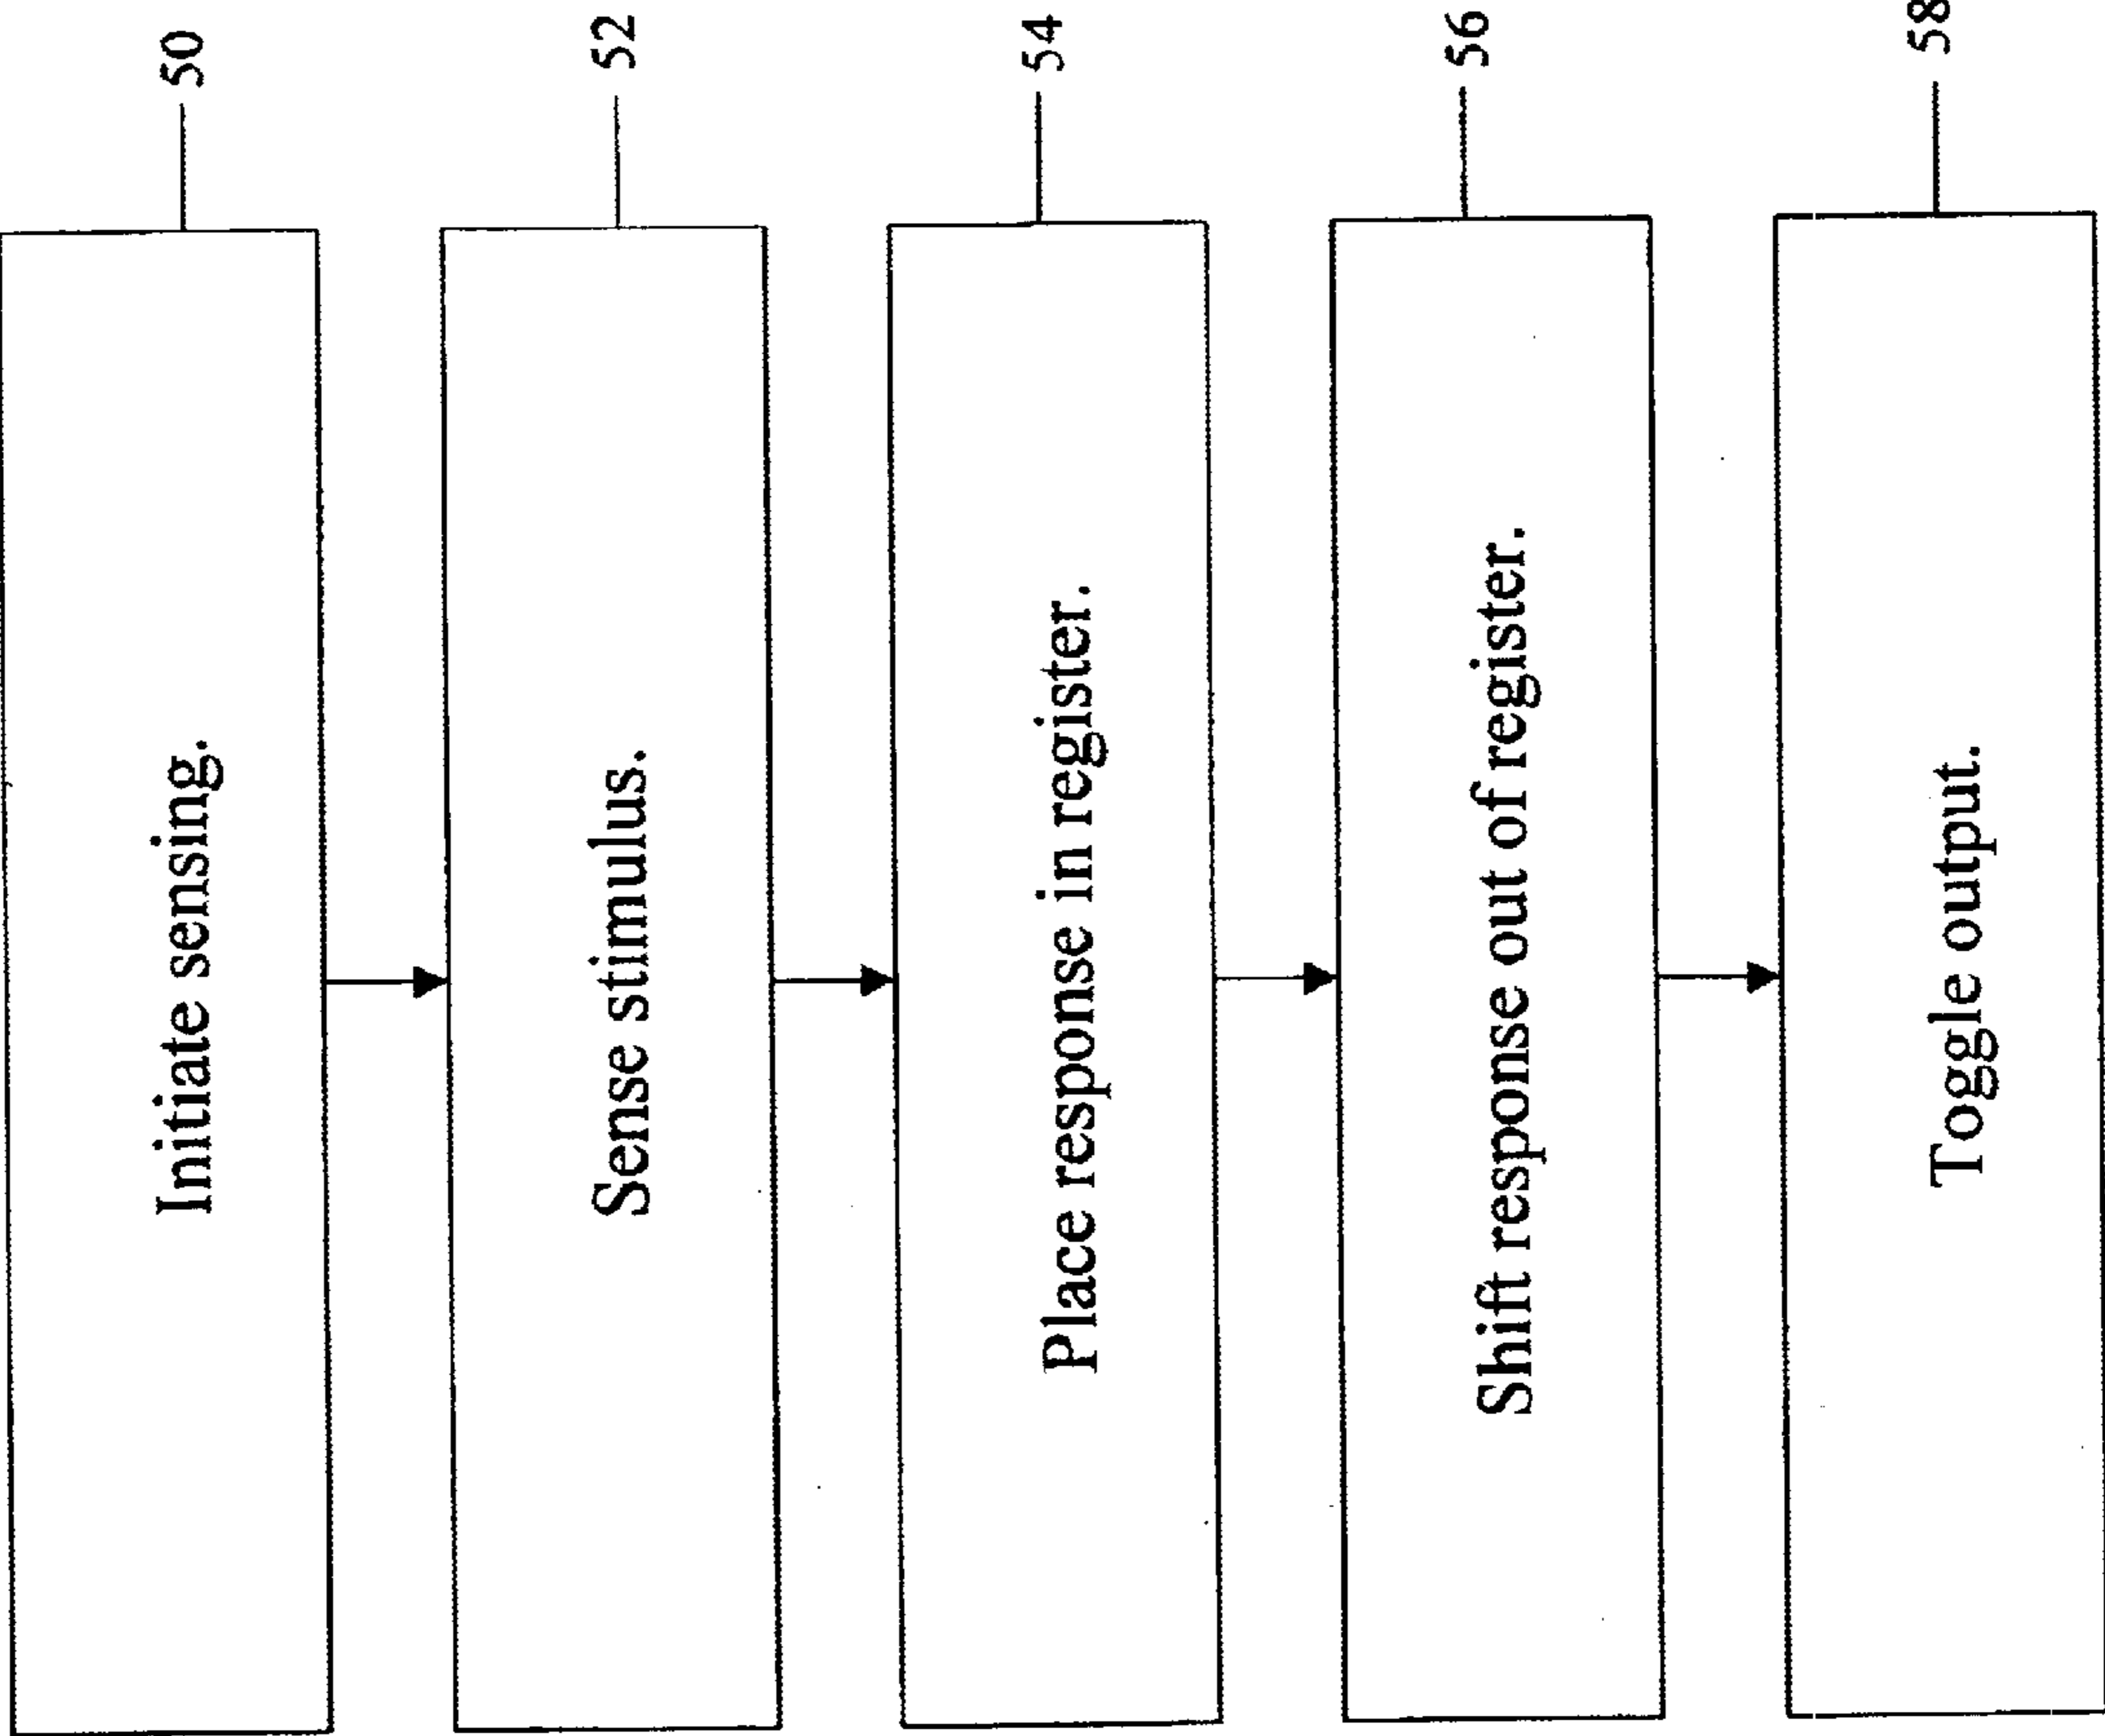 Initiate sensing.
50
Sense stimulus.
52
Place response in register.
54
Shift response out of register.
56
Toggle output.
58